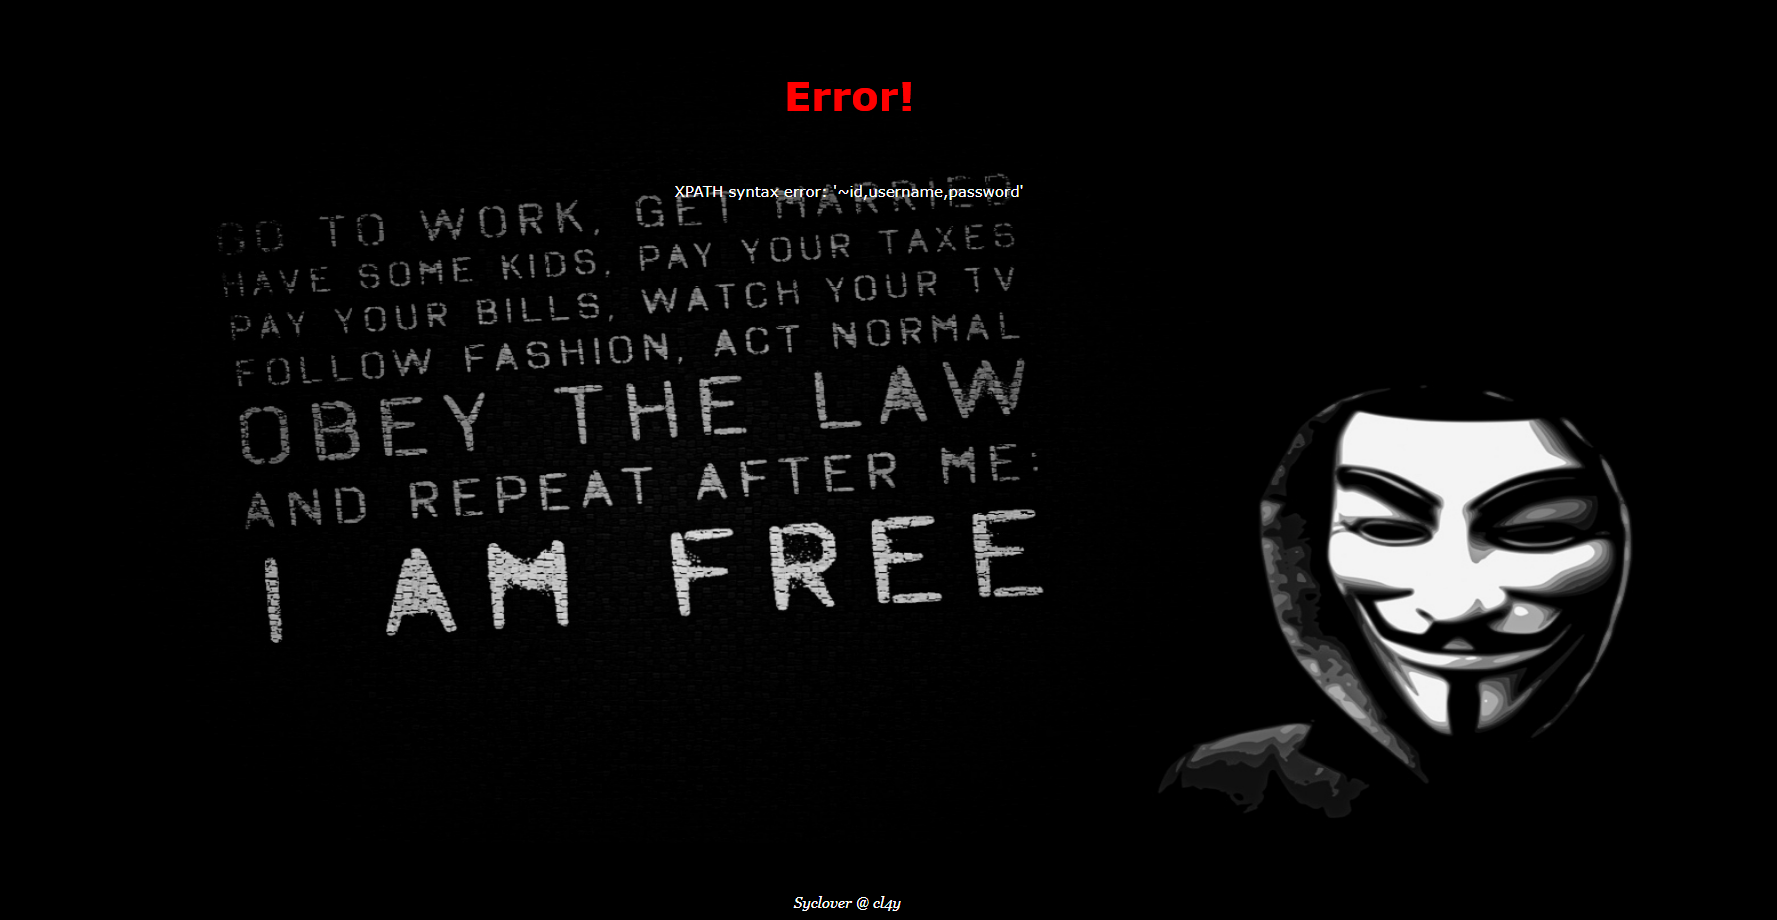 Error!
XPATH syntax error: '~id,username,password'
GO TO WORK, GET MARRIED
HAVE SOME KIDS, PAY YOUR TAXES
PAY YOUR BILLS, WATCH YOUR TV
FOLLOW FASHION, ACT NORMAL
OBEY THE LAW
AND REPEAT AFTER ME:
I AM FREE
Syclover @ cl4y